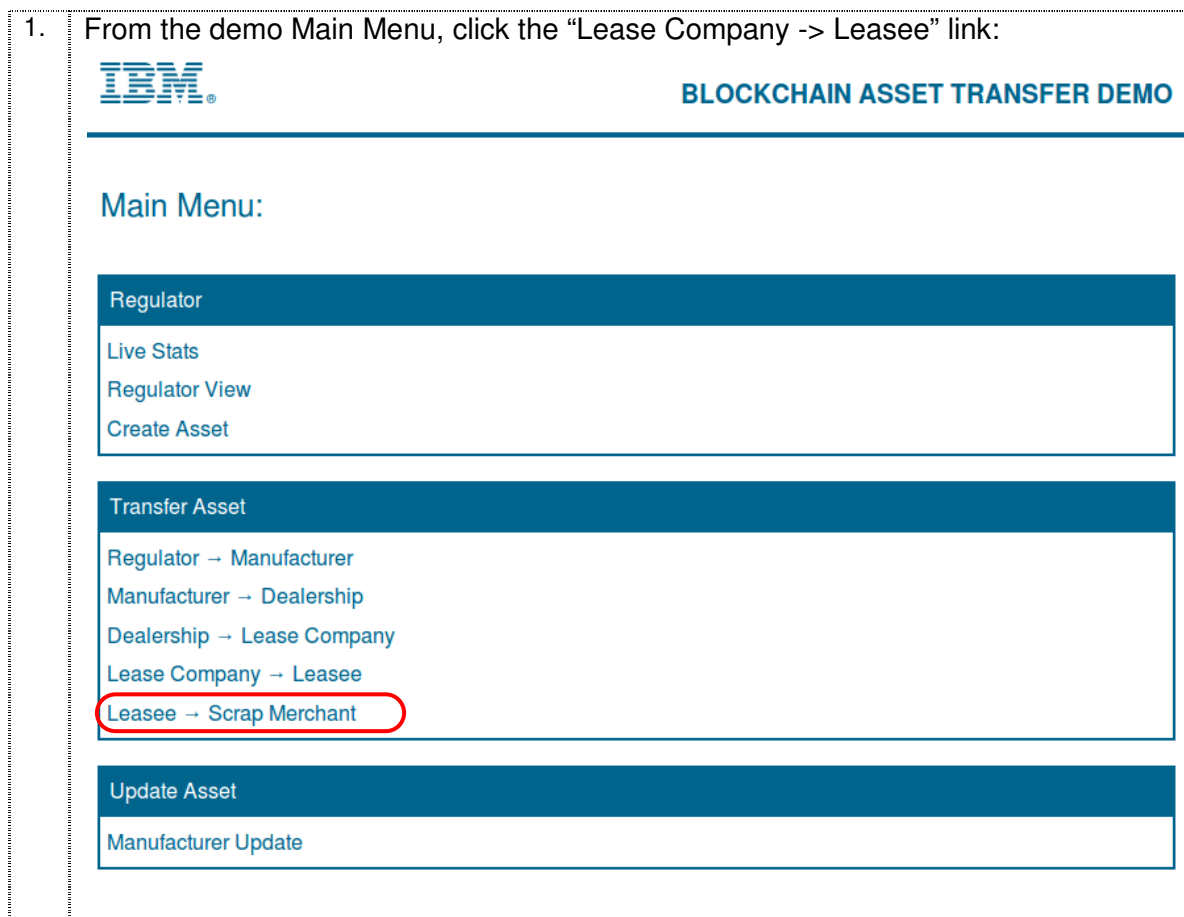 1. From the demo Main Menu, click the “Lease Company -> Leasee” link:
IBM®
BLOCKCHAIN ASSET TRANSFER DEMO
Main Menu:
Regulator
Live Stats
Regulator View
Create Asset
Transfer Asset
Regulator → Manufacturer
Manufacturer → Dealership
Dealership → Lease Company
Lease Company → Leasee
Leasee → Scrap Merchant
Update Asset
Manufacturer Update